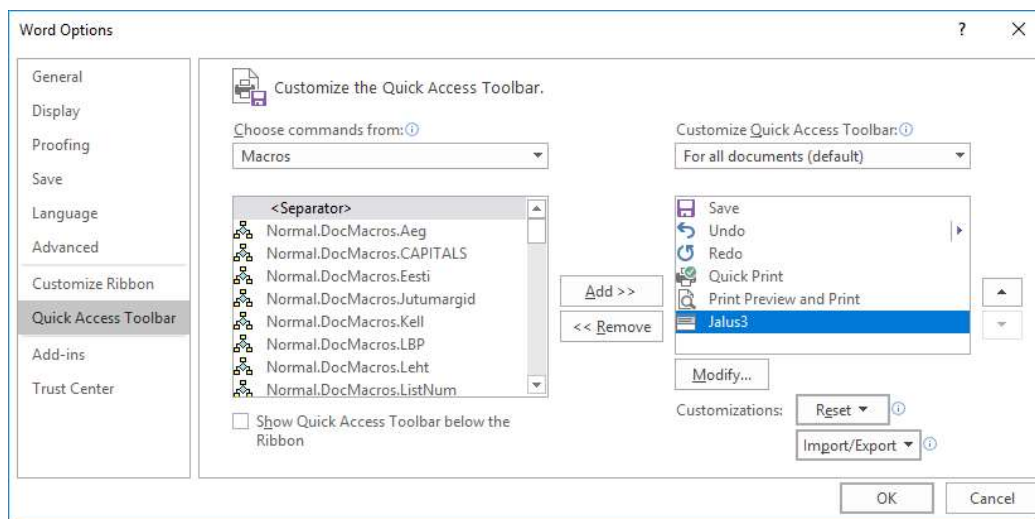 Word Options
?
General
Display
Proofing
Save
Language
Advanced
Customize Ribbon
Quick Access Toolbar
Add-ins
Trust Center
Customize the Quick Access Toolbar.
Choose commands from:
Macros
<Separator>
Normal.DocMacros.Aeg
Normal.DocMacros.CAPITALS
Normal.DocMacros.Eesti
Normal.DocMacros.Jutumargid
Normal.DocMacros.Kell
Normal.DocMacros.LBP
Normal.DocMacros.Leht
Normal.DocMacros.ListNum
Show Quick Access Toolbar below the
Ribbon
Add >>
<< Remove
Customize Quick Access Toolbar:
For all documents (default)
Save
Undo
Redo
Quick Print
Print Preview and Print
Jalus3
Modify...
Customizations:
Reset
Import/Export
OK
Cancel